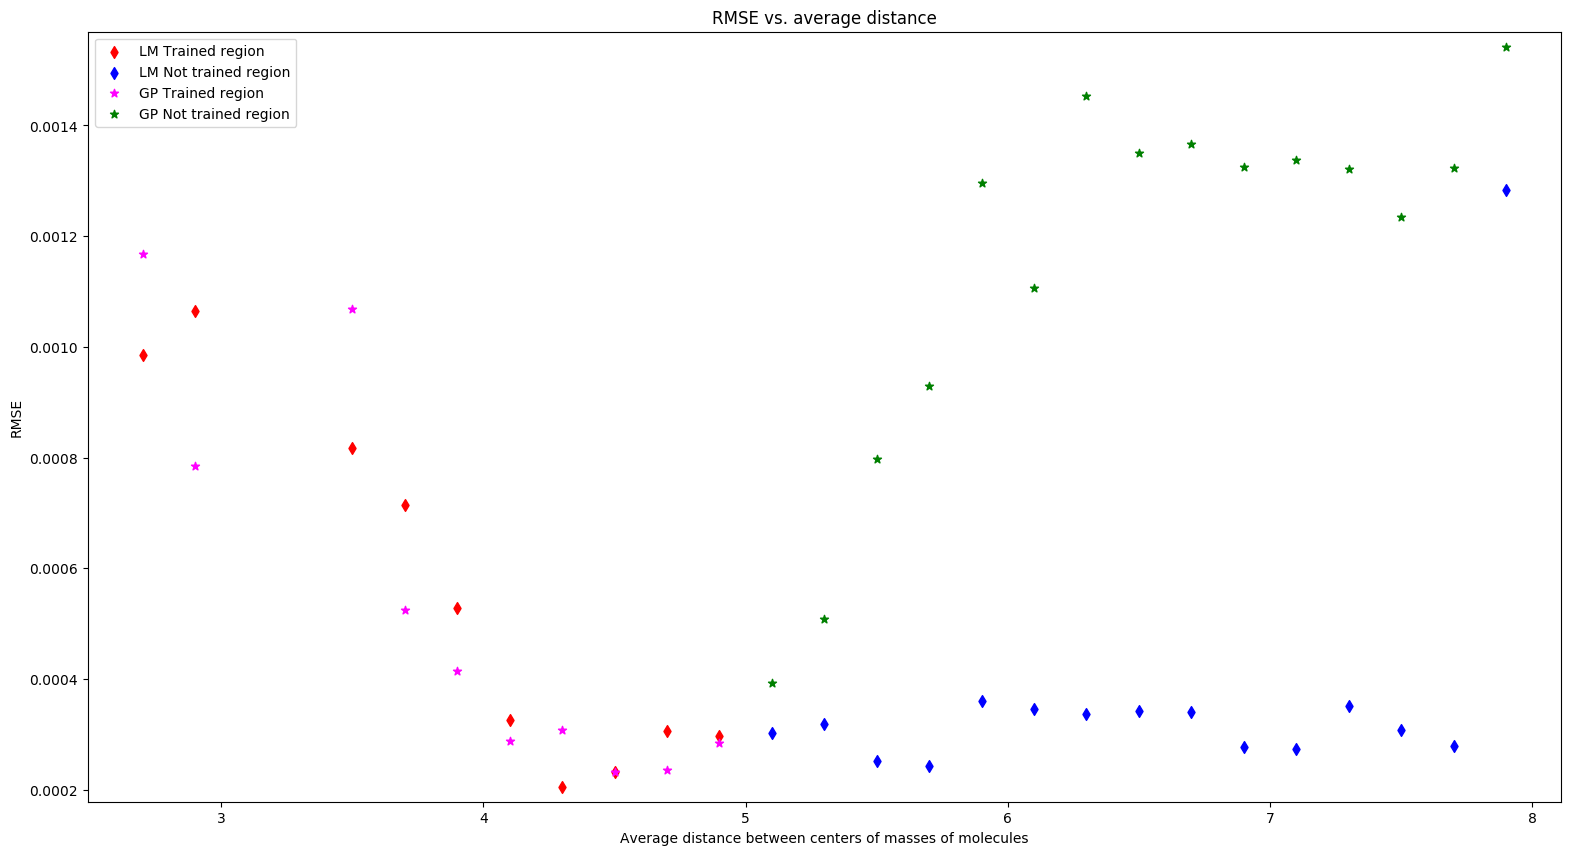 RMSE vs. average distance
LM Trained region
LM Not trained region
GP Trained region
GP Not trained region
0.0014
0.0012
0.0010
0.0008
0.0006
0.0004
0.0002
RMSE
3 4 5 6 7 8
Average distance between centers of masses of molecules